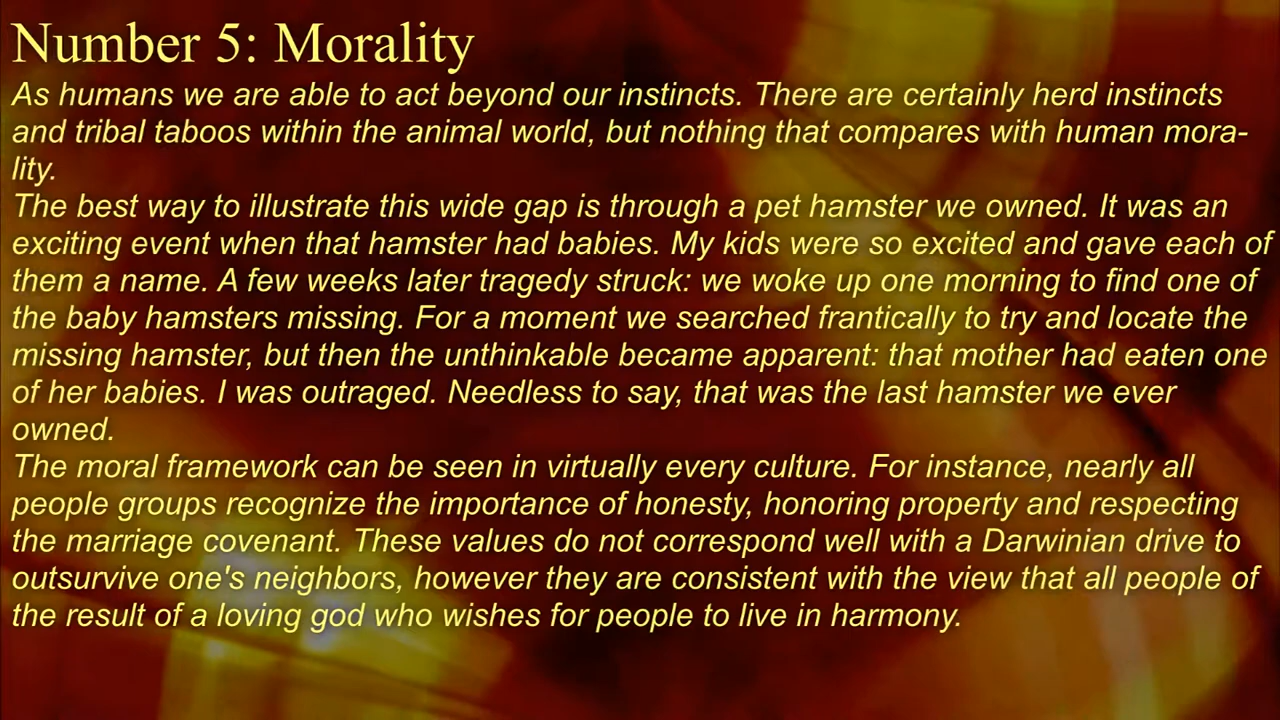 Number 5: Morality
As humans we are able to act beyond our instincts. There are certainly herd instincts
and tribal taboos within the animal world, but nothing that compares with human mora-
lity.
The best way to illustrate this wide gap is through a pet hamster we owned. It was an
exciting event when that hamster had babies. My kids were so excited and gave each of
them a name. A few weeks later tragedy struck: we woke up one morning to find one of
the baby hamsters missing. For a moment we searched frantically to try and locate the
missing hamster, but then the unthinkable became apparent: that mother had eaten one
of her babies. I was outraged. Needless to say, that was the last hamster we ever
owned.
The moral framework can be seen in virtually every culture. For instance, nearly all
people groups recognize the importance of honesty, honoring property and respecting
the marriage covenant. These values do not correspond well with a Darwinian drive to
outsurvive one's neighbors, however they are consistent with the view that all people of
the result of a loving god who wishes for people to live in harmony.